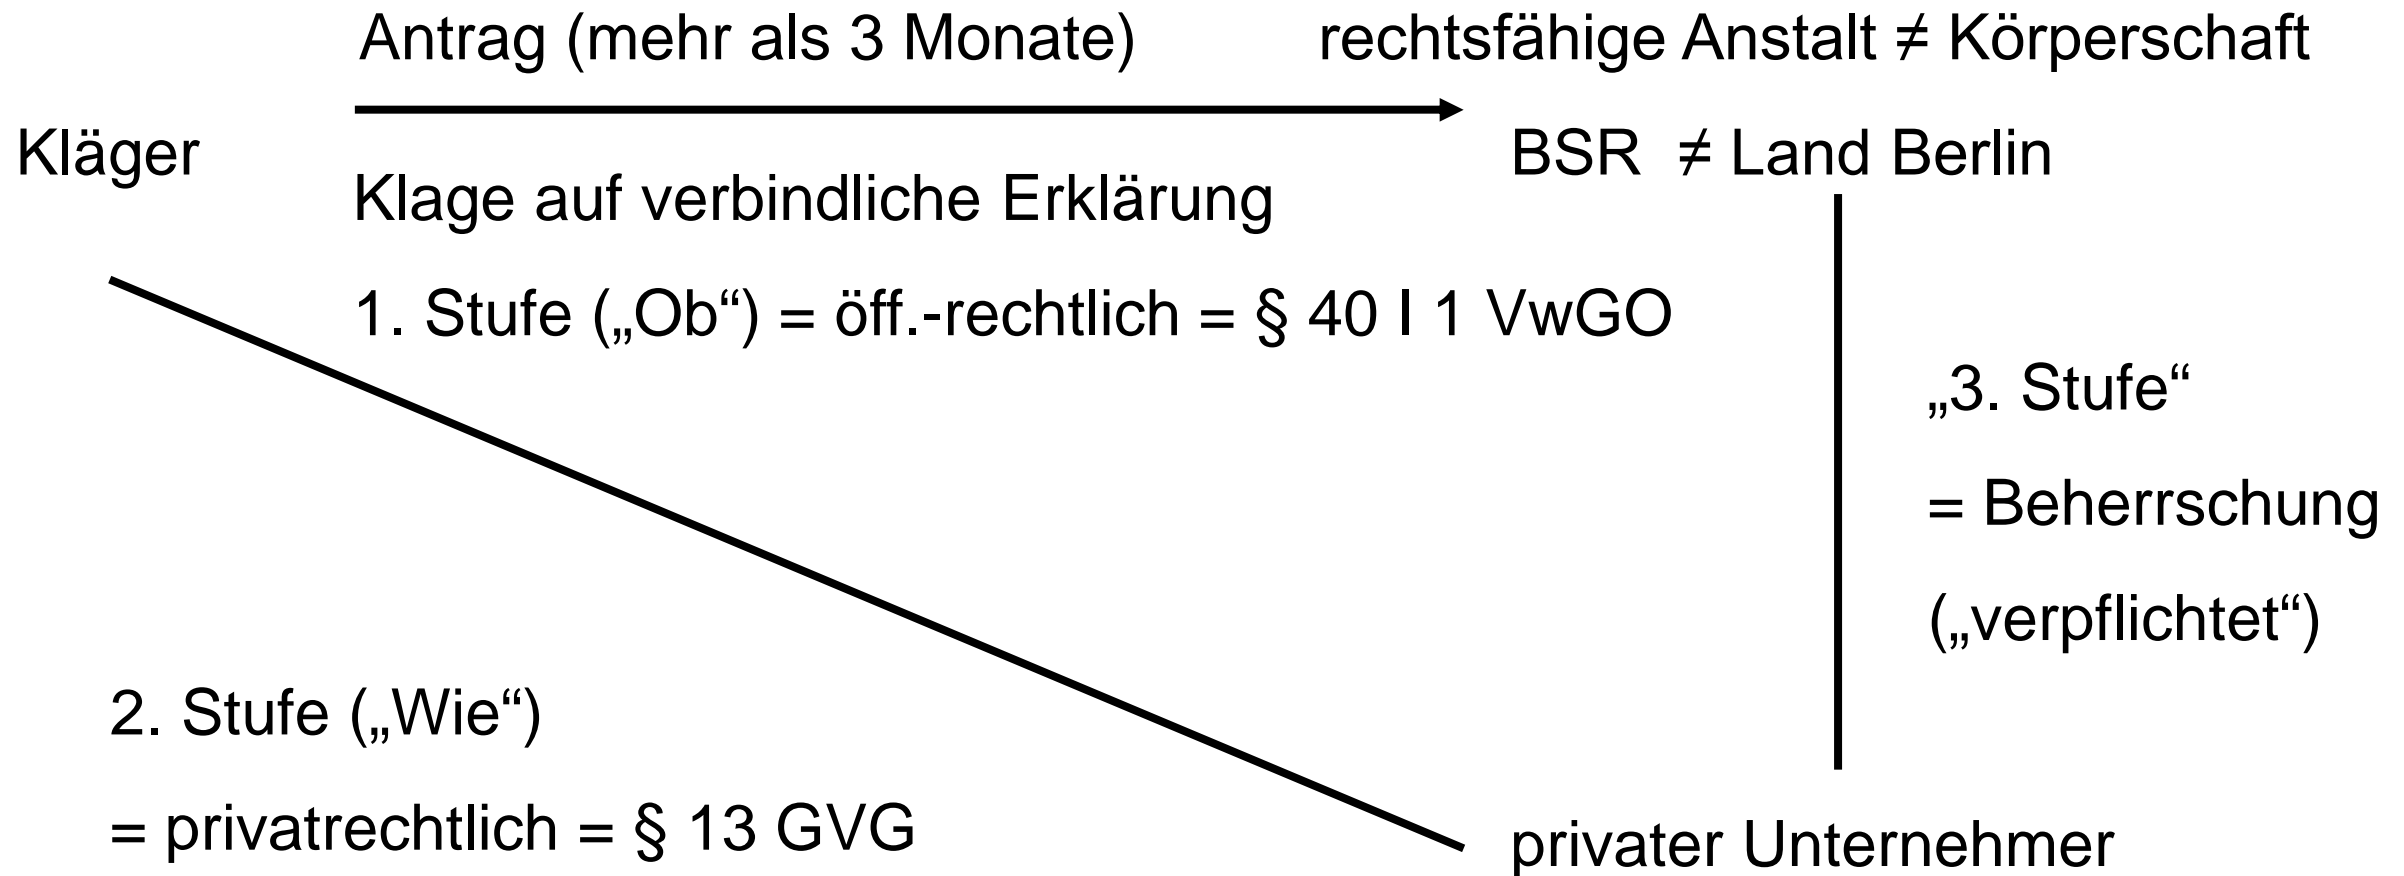 Antrag (mehr als 3 Monate)
rechtsfähige Anstalt ≠ Körperschaft
Kläger
BSR ≠ Land Berlin
Klage auf verbindliche Erklärung
1. Stufe („Ob“) = öff.-rechtlich = § 40 I 1 VwGO
„3. Stufe“
= Beherrschung
(„verpflichtet“)
2. Stufe („Wie“)
= privatrechtlich = § 13 GVG
privater Unternehmer